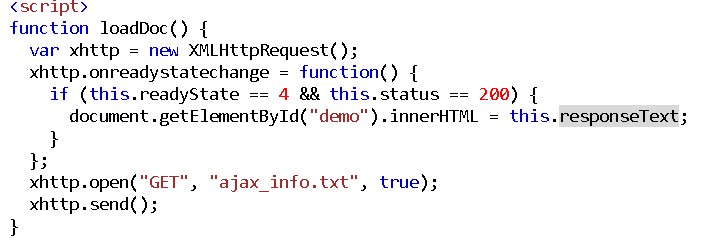 <script>
function loadDoc() {
  var xhttp = new XMLHttpRequest();
  xhttp.onreadystatechange = function() {
    if (this.readyState == 4 && this.status == 200) {
      document.getElementById("demo").innerHTML = this.responseText;
    }
  };
  xhttp.open("GET", "ajax_info.txt", true);
  xhttp.send();
}